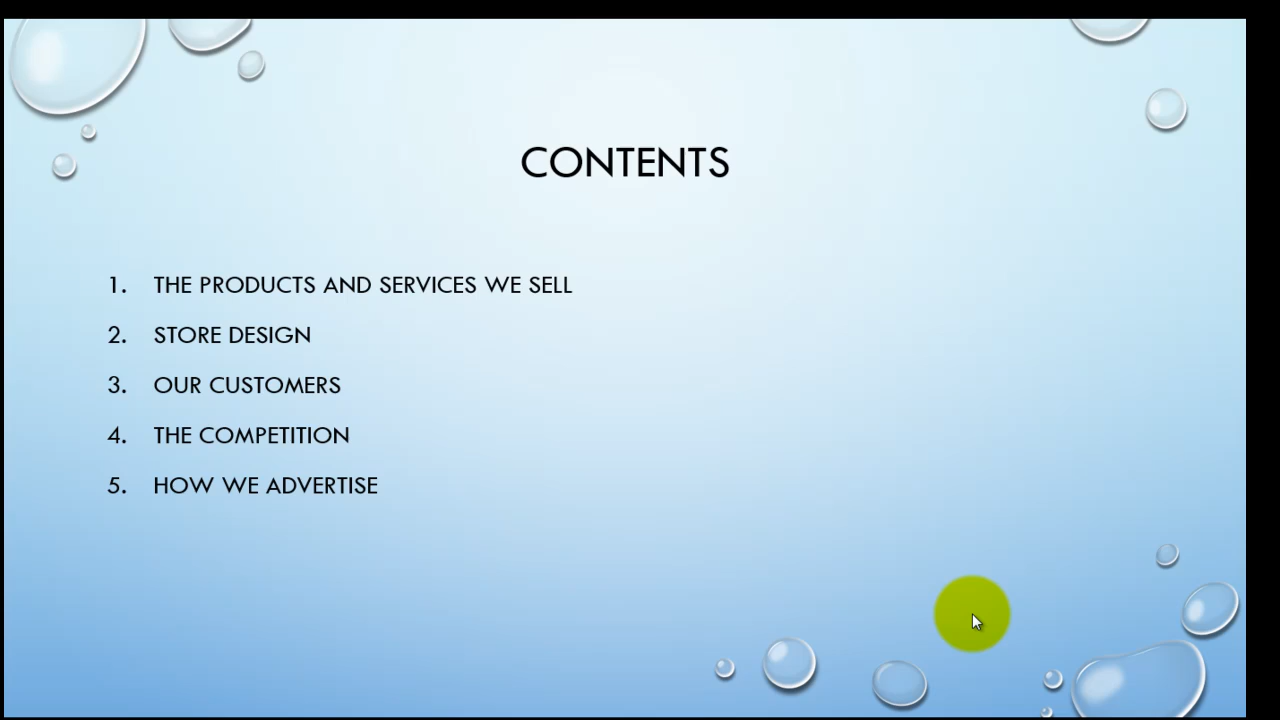 CONTENTS
1. THE PRODUCTS AND SERVICES WE SELL
2. STORE DESIGN
3. OUR CUSTOMERS
4. THE COMPETITION
5. HOW WE ADVERTISE